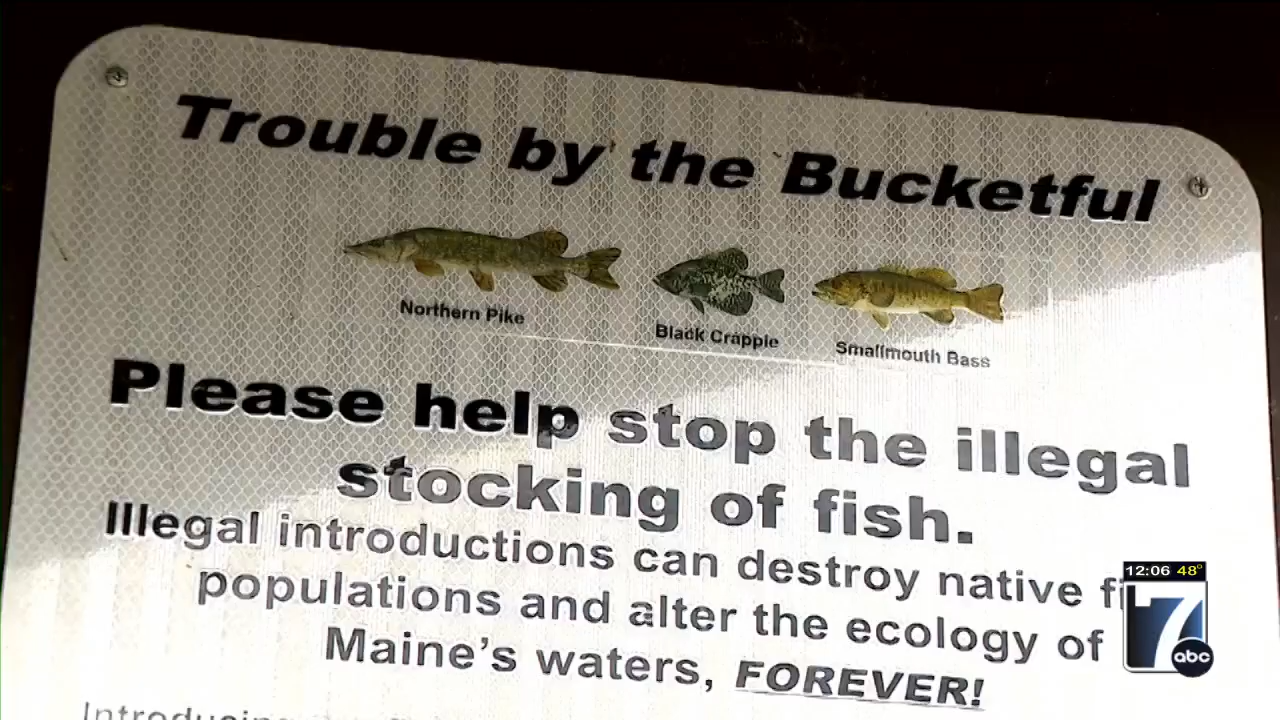 Trouble by the Bucketful
Northern Pike
Black Crappie
Smallmouth Bass
Please help stop the illegal
stocking of fish.
Illegal introductions can destroy native
populations and alter the ecology of
Maine's waters, FOREVER!
12:06 48°
7
abc